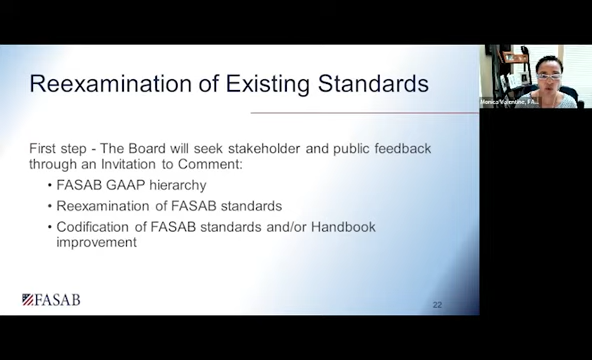 Reexamination of Existing Standards
Monica Valentine, FA...
First step - The Board will seek stakeholder and public feedback
through an Invitation to Comment:
• FASAB GAAP hierarchy
• Reexamination of FASAB standards
• Codification of FASAB standards and/or Handbook
improvement
FASAB
22